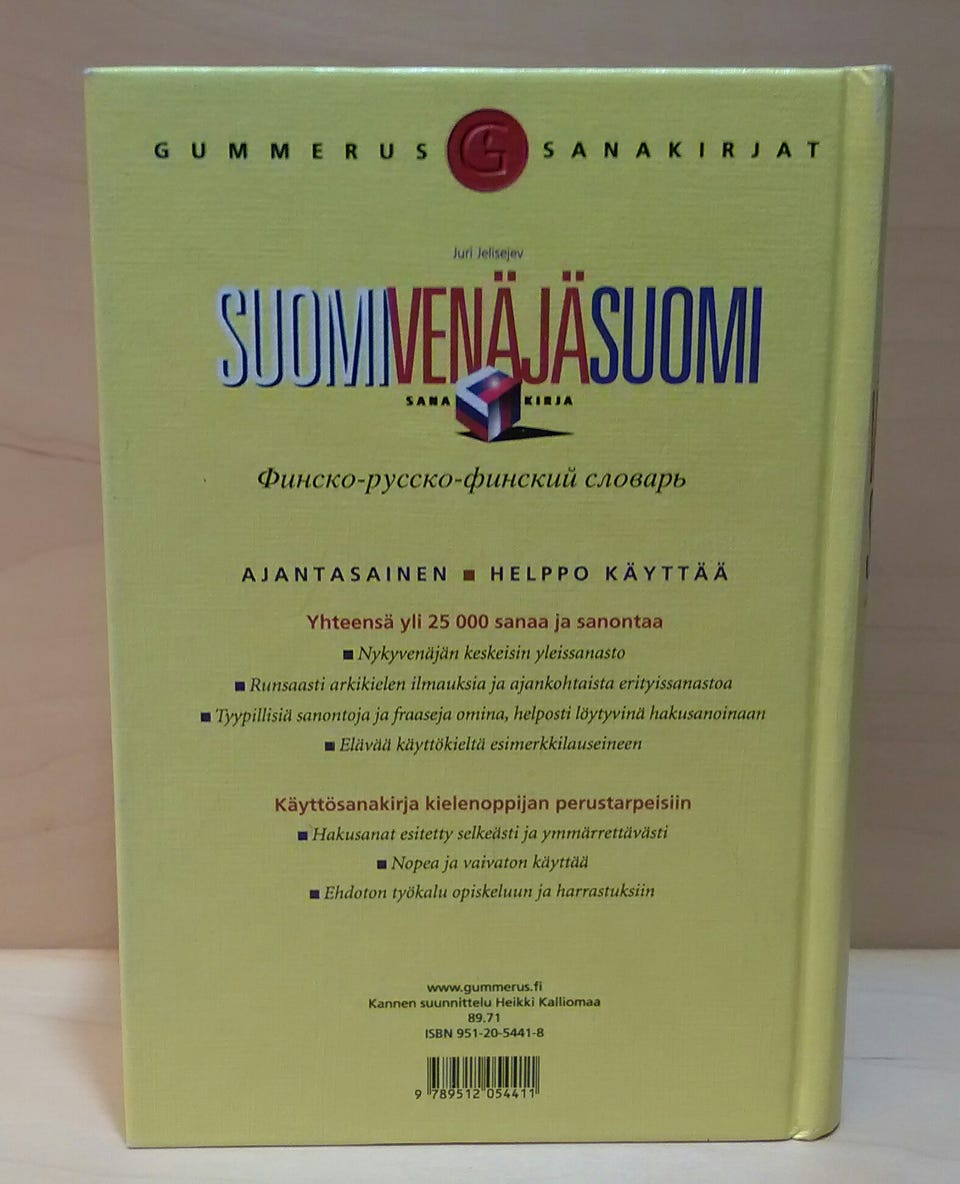 GUMMERUS G SANAKIRJAT
Juri Jelisejev
SUOMIVENÄJÄSUOMI
SANA KIRJA
Финско-русско-финский словарь
AJANTASAINEN ■ HELPPO KÄYTTÄÄ
Yhteensä yli 25 000 sanaa ja sanontaa
■ Nykyvenäjän keskeisin yleissanasto
■ Runsaasti arkikielen ilmauksia ja ajankohtaista erityissanastoa
■ Tyypillisiä sanontoja ja fraaseja omina, helposti löytyvinä hakusanoinaan
■ Elävää käyttökieltä esimerkkilauseineen
Käyttösanakirja kielenoppijan perustarpeisiin
■ Hakusanat esitetty selkeästi ja ymmärrettävästi
■ Nopea ja vaivaton käyttää
■ Ehdoton työkalu opiskeluun ja harrastuksiin
www.gummerus.fi
Kannen suunnittelu Heikki Kalliomaa
89.71
ISBN 951-20-5441-8
9 789512 054411